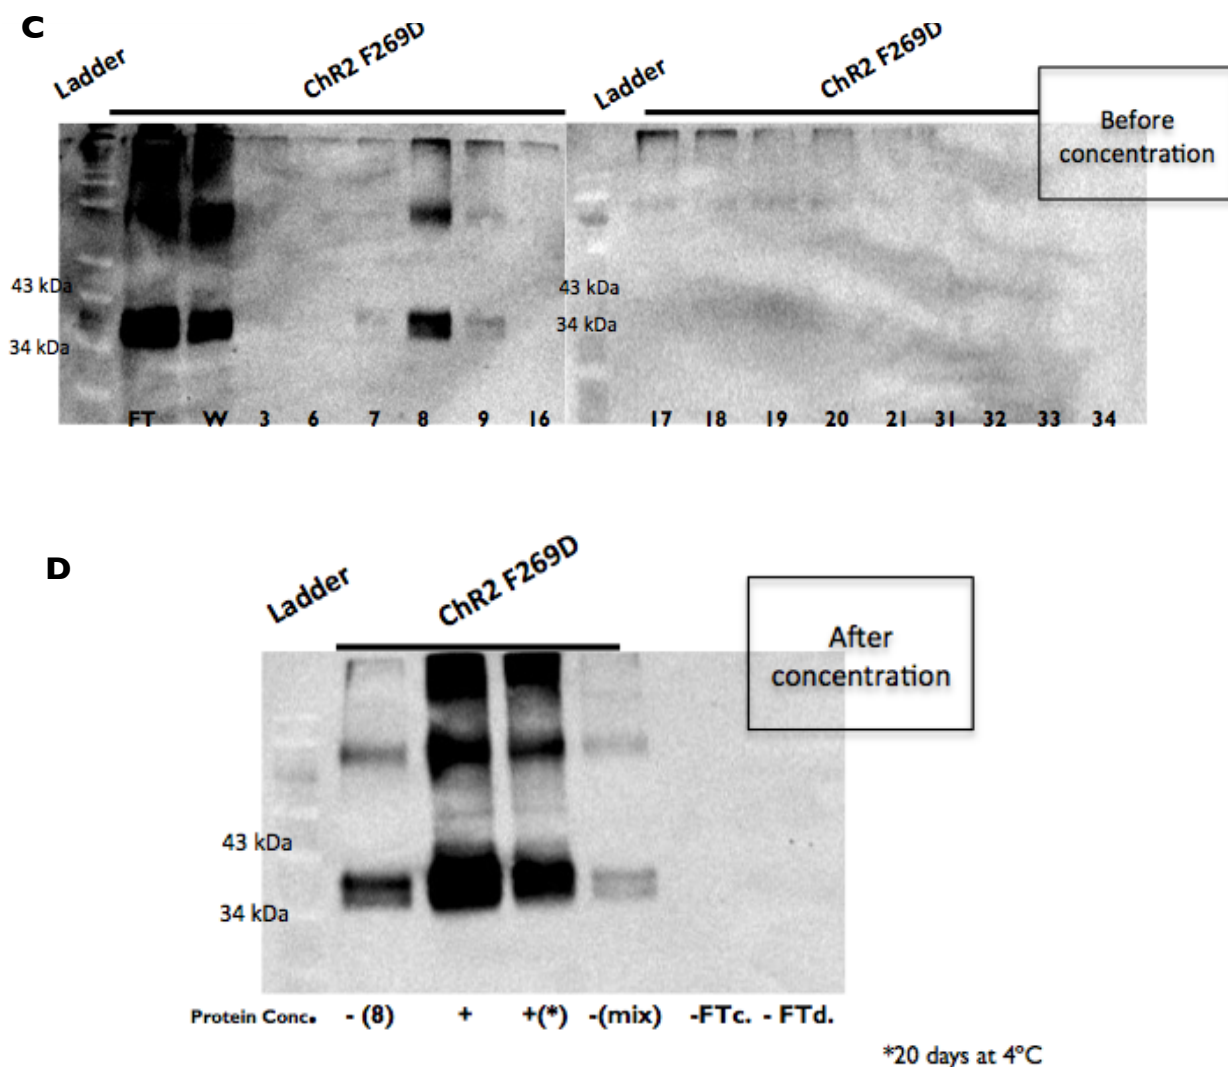 C
Ladder
ChR2 F269D
Ladder
ChR2 F269D
Before
concentration
43 kDa
34 kDa
43 kDa
34 kDa
FT W 3 6 7 8 9 16
17 18 19 20 21 31 32 33 34
D
Ladder
ChR2 F269D
After
concentration
43 kDa
34 kDa
Protein Conc. - (8) + +(*) -(mix) -FTc. - FTd.
*20 days at 4ºC